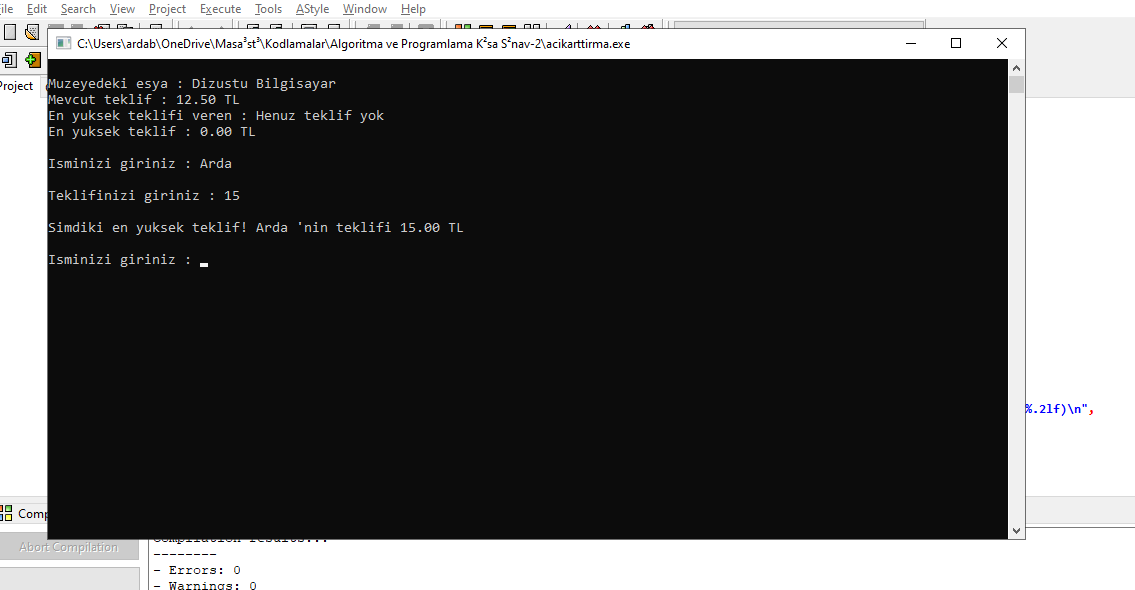 File Edit Search View Project Execute Tools AStyle Window Help
C:\Users\ardab\OneDrive\Masa³st³\Kodlamalar\Algoritma ve Programlama K²sa S²nav-2\acikarttirma.exe
Project
Muzeyedeki esya : Dizustu Bilgisayar
Mevcut teklif : 12.50 TL
En yuksek teklifi veren : Henuz teklif yok
En yuksek teklif : 0.00 TL
Isminizi giriniz : Arda
Teklifinizi giriniz : 15
Simdiki en yuksek teklif! Arda 'nin teklifi 15.00 TL
Isminizi giriniz :
%.2lf)\n",
Comp
Abort Compilation
Compilation results...
--------
- Errors: 0
- Warnings: 0